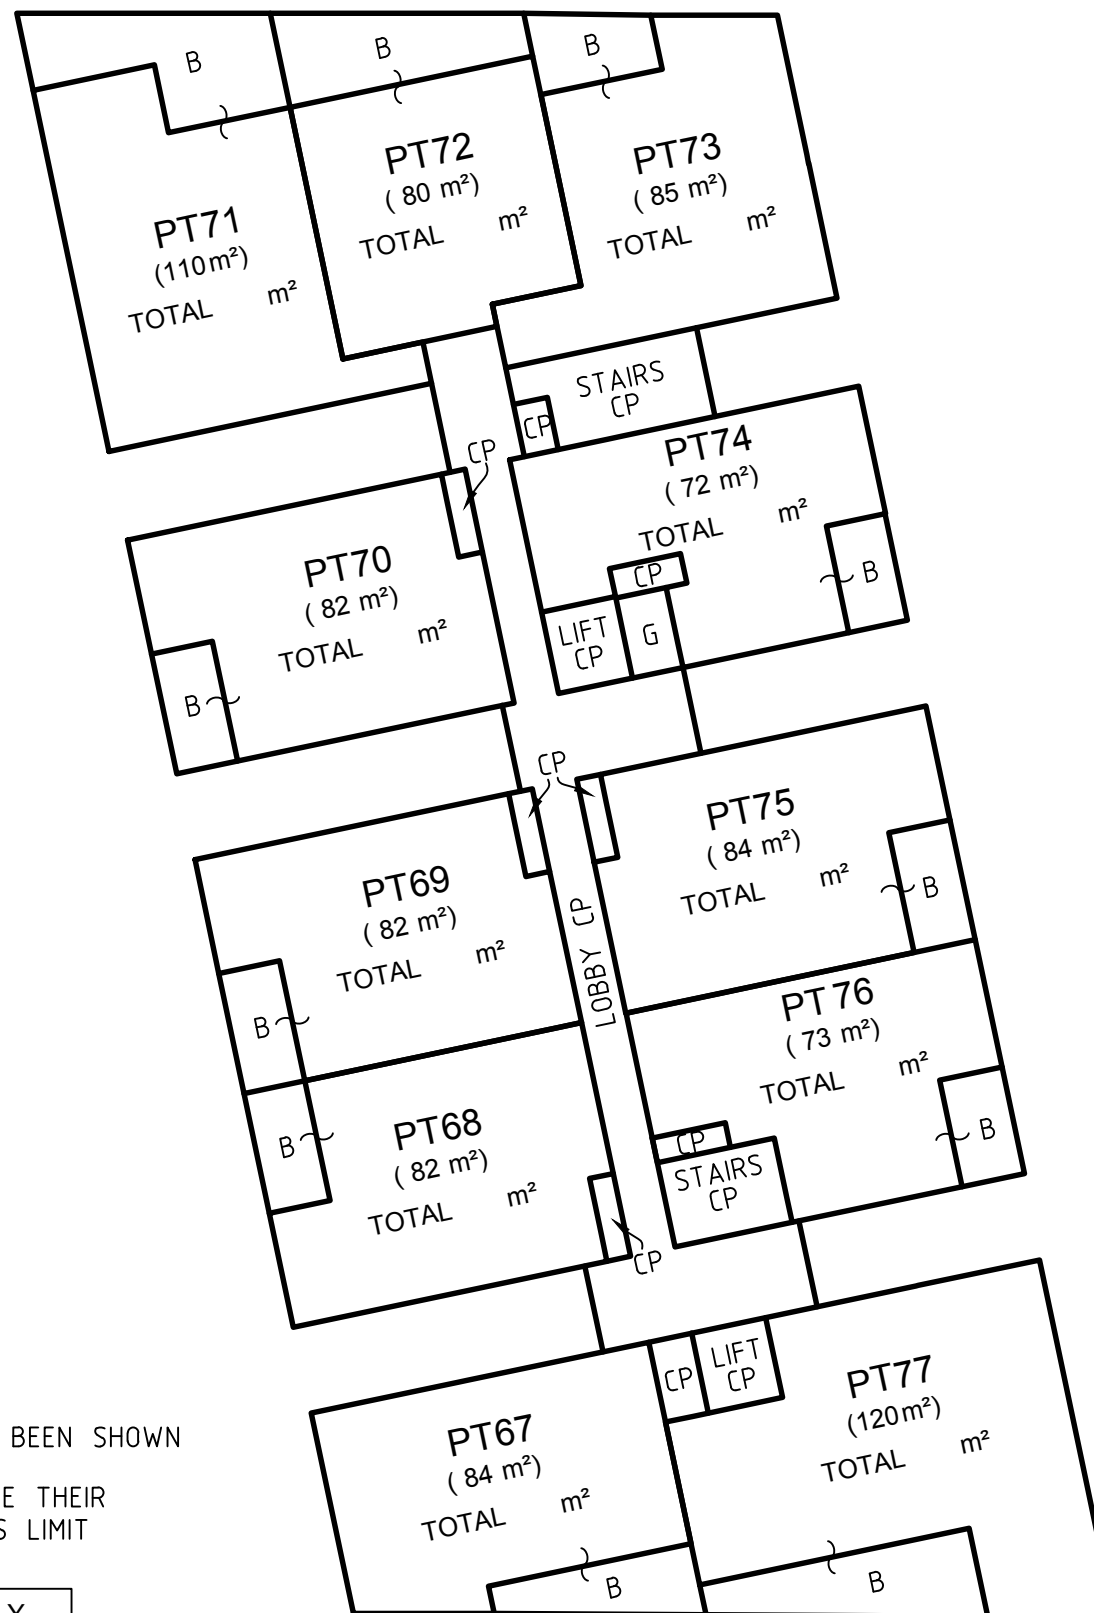 B
B
B
PT72
( 80 m²)
TOTAL m²
PT73
( 85 m²)
TOTAL m²
PT71
(110m²)
TOTAL m²
STAIRS
CP
CP
CP
PT74
( 72 m²)
TOTAL m²
CP
B
LIFT
CP
G
PT70
( 82 m²)
TOTAL m²
B
CP
PT75
( 84 m²)
TOTAL m²
B
PT69
( 82 m²)
TOTAL m²
B
LOBBY CP
PT 76
( 73 m²)
TOTAL m²
B
CP
STAIRS
CP
PT68
( 82 m²)
TOTAL m²
B
CP
CP
LIFT
CP
PT77
(120m²)
TOTAL m²
B
PT67
( 84 m²)
TOTAL m²
B
BEEN SHOWN
E THEIR
S LIMIT
Y